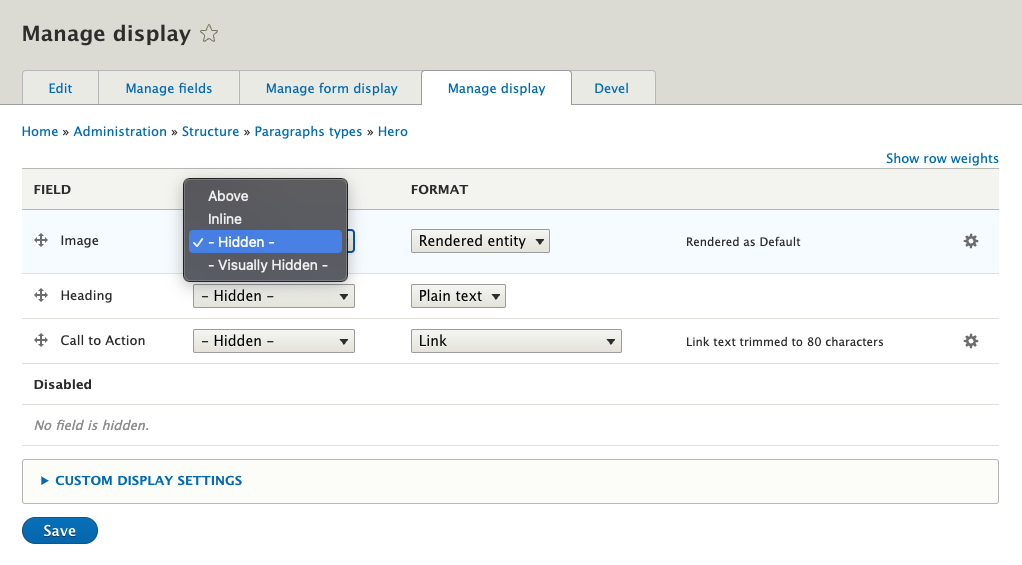 Manage display
Edit Manage fields Manage form display Manage display Devel
Home » Administration » Structure » Paragraphs types » Hero
Show row weights
FIELD FORMAT
Above
Inline
✓ - Hidden -
- Visually Hidden -
Image Rendered entity Rendered as Default
Heading - Hidden - Plain text
Call to Action - Hidden - Link Link text trimmed to 80 characters
Disabled
No field is hidden.
CUSTOM DISPLAY SETTINGS
Save